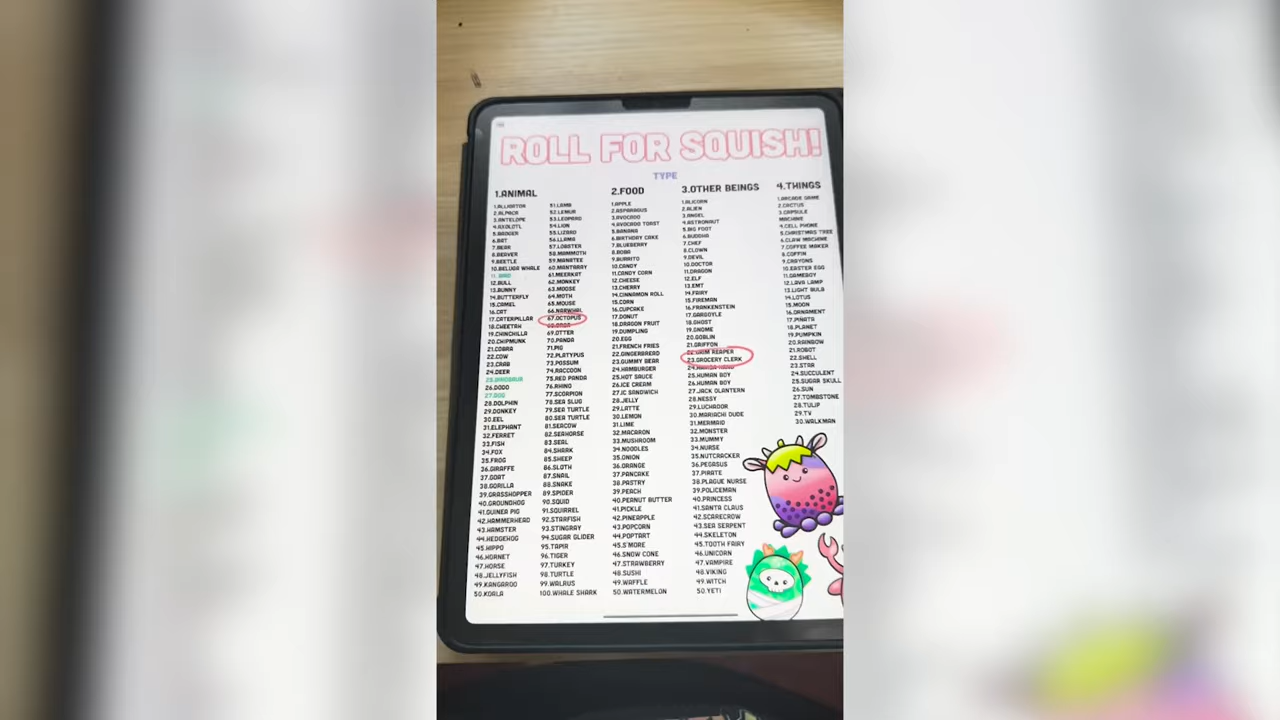 ROLL FOR SQUISH!
TYPE
1.ANIMAL
1.ALLIGATOR
2.ALPACA
3.ANTELOPE
4.AXOLOTL
5.BADGER
6.BAT
7.BEAR
8.BEAVER
9.BEETLE
10.BELUGA WHALE
11. BIRD
12.BULL
13.BUNNY
14.BUTTERFLY
15.CAMEL
16.CAT
17.CATERPILLAR
18.CHEETAH
19.CHINCHILLA
20.CHIPMUNK
21.COBRA
22.COW
23.CRAB
24.DEER
25.DINOSAUR
26.DODO
27.DOG
28.DOLPHIN
29.DONKEY
30.EEL
31.ELEPHANT
32.FERRET
33.FISH
34.FOX
35.FROG
36.GIRAFFE
37.GOAT
38.GORILLA
39.GRASSHOPPER
40.GROUNDHOG
41.GUINEA PIG
42.HAMMERHEAD
43.HAMSTER
44.HEDGEHOG
45.HIPPO
46.HORNET
47.HORSE
48.JELLYFISH
49.KANGAROO
50.KOALA
51.LAMB
52.LEMUR
53.LEOPARD
54.LION
55.LIZARD
56.LLAMA
57.LOBSTER
58.MAMMOTH
59.MANATEE
60.MANTARAY
61.MEERKAT
62.MONKEY
63.MOOSE
64.MOTH
65.MOUSE
66.NARWHAL
67.OCTOPUS
68.ORCA
69.OTTER
70.PANDA
71.PIG
72.PLATYPUS
73.POSSUM
74.RACCOON
75.RED PANDA
76.RHINO
77.SCORPION
78.SEA SLUG
79.SEA TURTLE
80.SEA TURTLE
81.SEACOW
82.SEAHORSE
83.SEAL
84.SHARK
85.SHEEP
86.SLOTH
87.SNAIL
88.SNAKE
89.SPIDER
90.SQUID
91.SQUIRREL
92.STARFISH
93.STINGRAY
94.SUGAR GLIDER
95.TAPIR
96.TIGER
97.TURKEY
98.TURTLE
99.WALRUS
100.WHALE SHARK
2.FOOD
1.APPLE
2.ASPARAGUS
3.AVOCADO
4.AVOCADO TOAST
5.BANANA
6.BIRTHDAY CAKE
7.BLUEBERRY
8.BOBA
9.BURRITO
10.CANDY
11.CANDY CORN
12.CHEESE
13.CHERRY
14.CINNAMON ROLL
15.CORN
16.CUPCAKE
17.DONUT
18.DRAGON FRUIT
19.DUMPLING
20.EGG
21.FRENCH FRIES
22.GINGERBREAD
23.GUMMY BEAR
24.HAMBURGER
25.HOT SAUCE
26.ICE CREAM
27.IC SANDWICH
28.JELLY
29.LATTE
30.LEMON
31.LIME
32.MACARON
33.MUSHROOM
34.NOODLES
35.ONION
36.ORANGE
37.PANCAKE
38.PASTRY
39.PEACH
40.PEANUT BUTTER
41.PICKLE
42.PINEAPPLE
43.POPCORN
44.POPTART
45.S'MORE
46.SNOW CONE
47.STRAWBERRY
48.SUSHI
49.WAFFLE
50.WATERMELON
3.OTHER BEINGS
1.ALICORN
2.ALIEN
3.ANGEL
4.ASTRONAUT
5.BIG FOOT
6.BUDDHA
7.CHEF
8.CLOWN
9.DEVIL
10.DOCTOR
11.DRAGON
12.ELF
13.EMT
14.FAIRY
15.FIREMAN
16.FRANKENSTEIN
17.GARGOYLE
18.GHOST
19.GNOME
20.GOBLIN
21.GRIFFON
22.GRIM REAPER
23.GROCERY CLERK
25.HUMAN BOY
26.HUMAN BOY
27.JACK OLANTERN
28.NESSY
29.LUCHADOR
30.MARIACHI DUDE
31.MERMAID
32.MONSTER
33.MUMMY
34.NURSE
35.NUTCRACKER
36.PEGASUS
37.PIRATE
38.PLAGUE NURSE
39.POLICEMAN
40.PRINCESS
41.SANTA CLAUS
42.SCARECROW
43.SEA SERPENT
44.SKELETON
45.TOOTH FAIRY
46.UNICORN
47.VAMPIRE
48.VIKING
49.WITCH
50.YETI
4.THINGS
1.ARCADE GAME
2.CACTUS
3.CAPSULE
MACHINE
4.CELL PHONE
5.CHRISTMAS TREE
6.CLAW MACHINE
7.COFFEE MAKER
8.COFFIN
9.CRAYONS
10.EASTER EGG
11.GAMEBOY
12.LAVA LAMP
13.LIGHT BULB
14.LOTUS
15.MOON
16.ORNAMENT
17.PIÑATA
18.PLANET
19.PUMPKIN
20.RAINBOW
21.ROBOT
22.SHELL
23.STAR
24.SUCCULENT
25.SUGAR SKULL
26.SUN
27.TOMBSTONE
28.TULIP
29.TV
30.WALKMAN